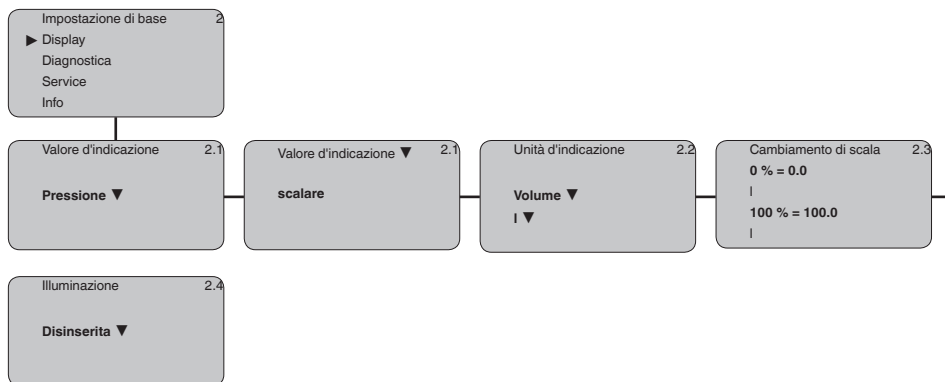 Impostazione di base 2
▶ Display
Diagnostica
Service
Info
Valore d'indicazione 2.1
Pressione ▼
Valore d'indicazione ▼ 2.1
scalare
Unità d'indicazione 2.2
Volume ▼
l ▼
Cambiamento di scala 2.3
0 % = 0.0
l
100 % = 100.0
l
Illuminazione 2.4
Disinserita ▼